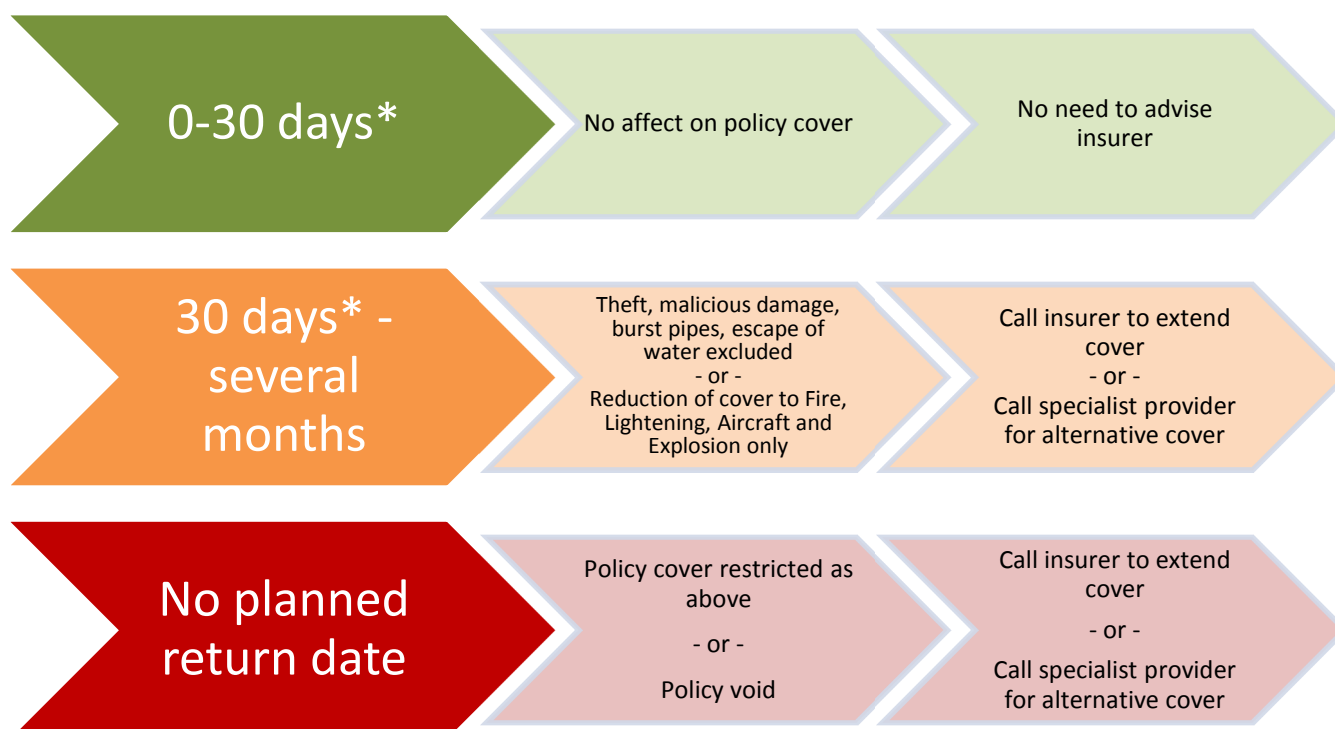 0-30 days*
No affect on policy cover
No need to advise
insurer
30 days* -
several
months
Theft, malicious damage,
burst pipes, escape of
water excluded
- or -
Reduction of cover to Fire,
Lightening, Aircraft and
Explosion only
Call insurer to extend
cover
- or -
Call specialist provider
for alternative cover
No planned
return date
Policy cover restricted as
above
- or -
Policy void
Call insurer to extend
cover
- or -
Call specialist provider
for alternative cover